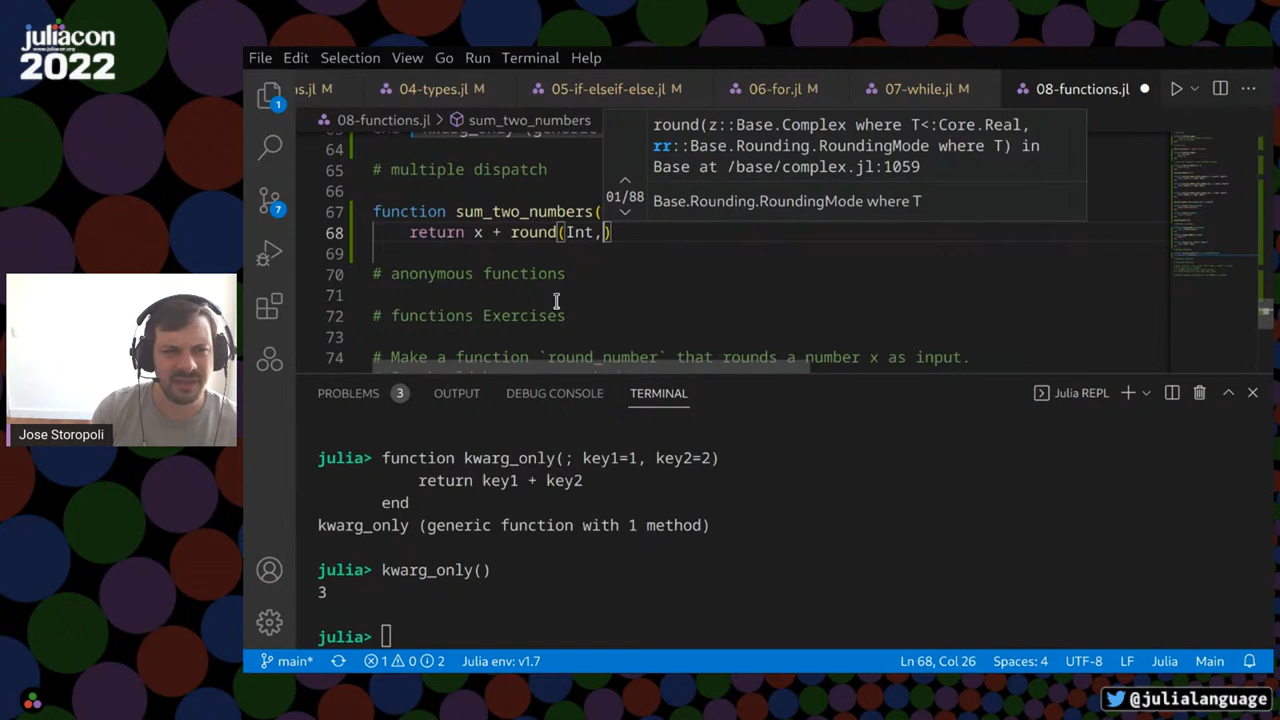 juliacon
www.juliacon.org
2022
File Edit Selection View Go Run Terminal Help
ns.jl M 04-types.jl M 05-if-elseif-else.jl M 06-for.jl M 07-while.jl M 08-functions.jl
08-functions.jl > sum_two_numbers
64
65 # multiple dispatch
66
67 function sum_two_numbers(
68 return x + round(Int,)
69
70 # anonymous functions
71
72 # functions Exercises
73
74 # Make a function `round_number` that rounds a number x as input.
round(z::Base.Complex where T<:Core.Real,
rr::Base.Rounding.RoundingMode where T) in
Base at /base/complex.jl:1059
01/88
Base.Rounding.RoundingMode where T
1
7
Jose Storopoli
PROBLEMS 3 OUTPUT DEBUG CONSOLE TERMINAL Julia REPL
julia> function kwarg_only(; key1=1, key2=2)
return key1 + key2
end
kwarg_only (generic function with 1 method)
julia> kwarg_only()
3
julia>
main* 1 0 2 Julia env: v1.7 Ln 68, Col 26 Spaces: 4 UTF-8 LF Julia Main
@julialanguage